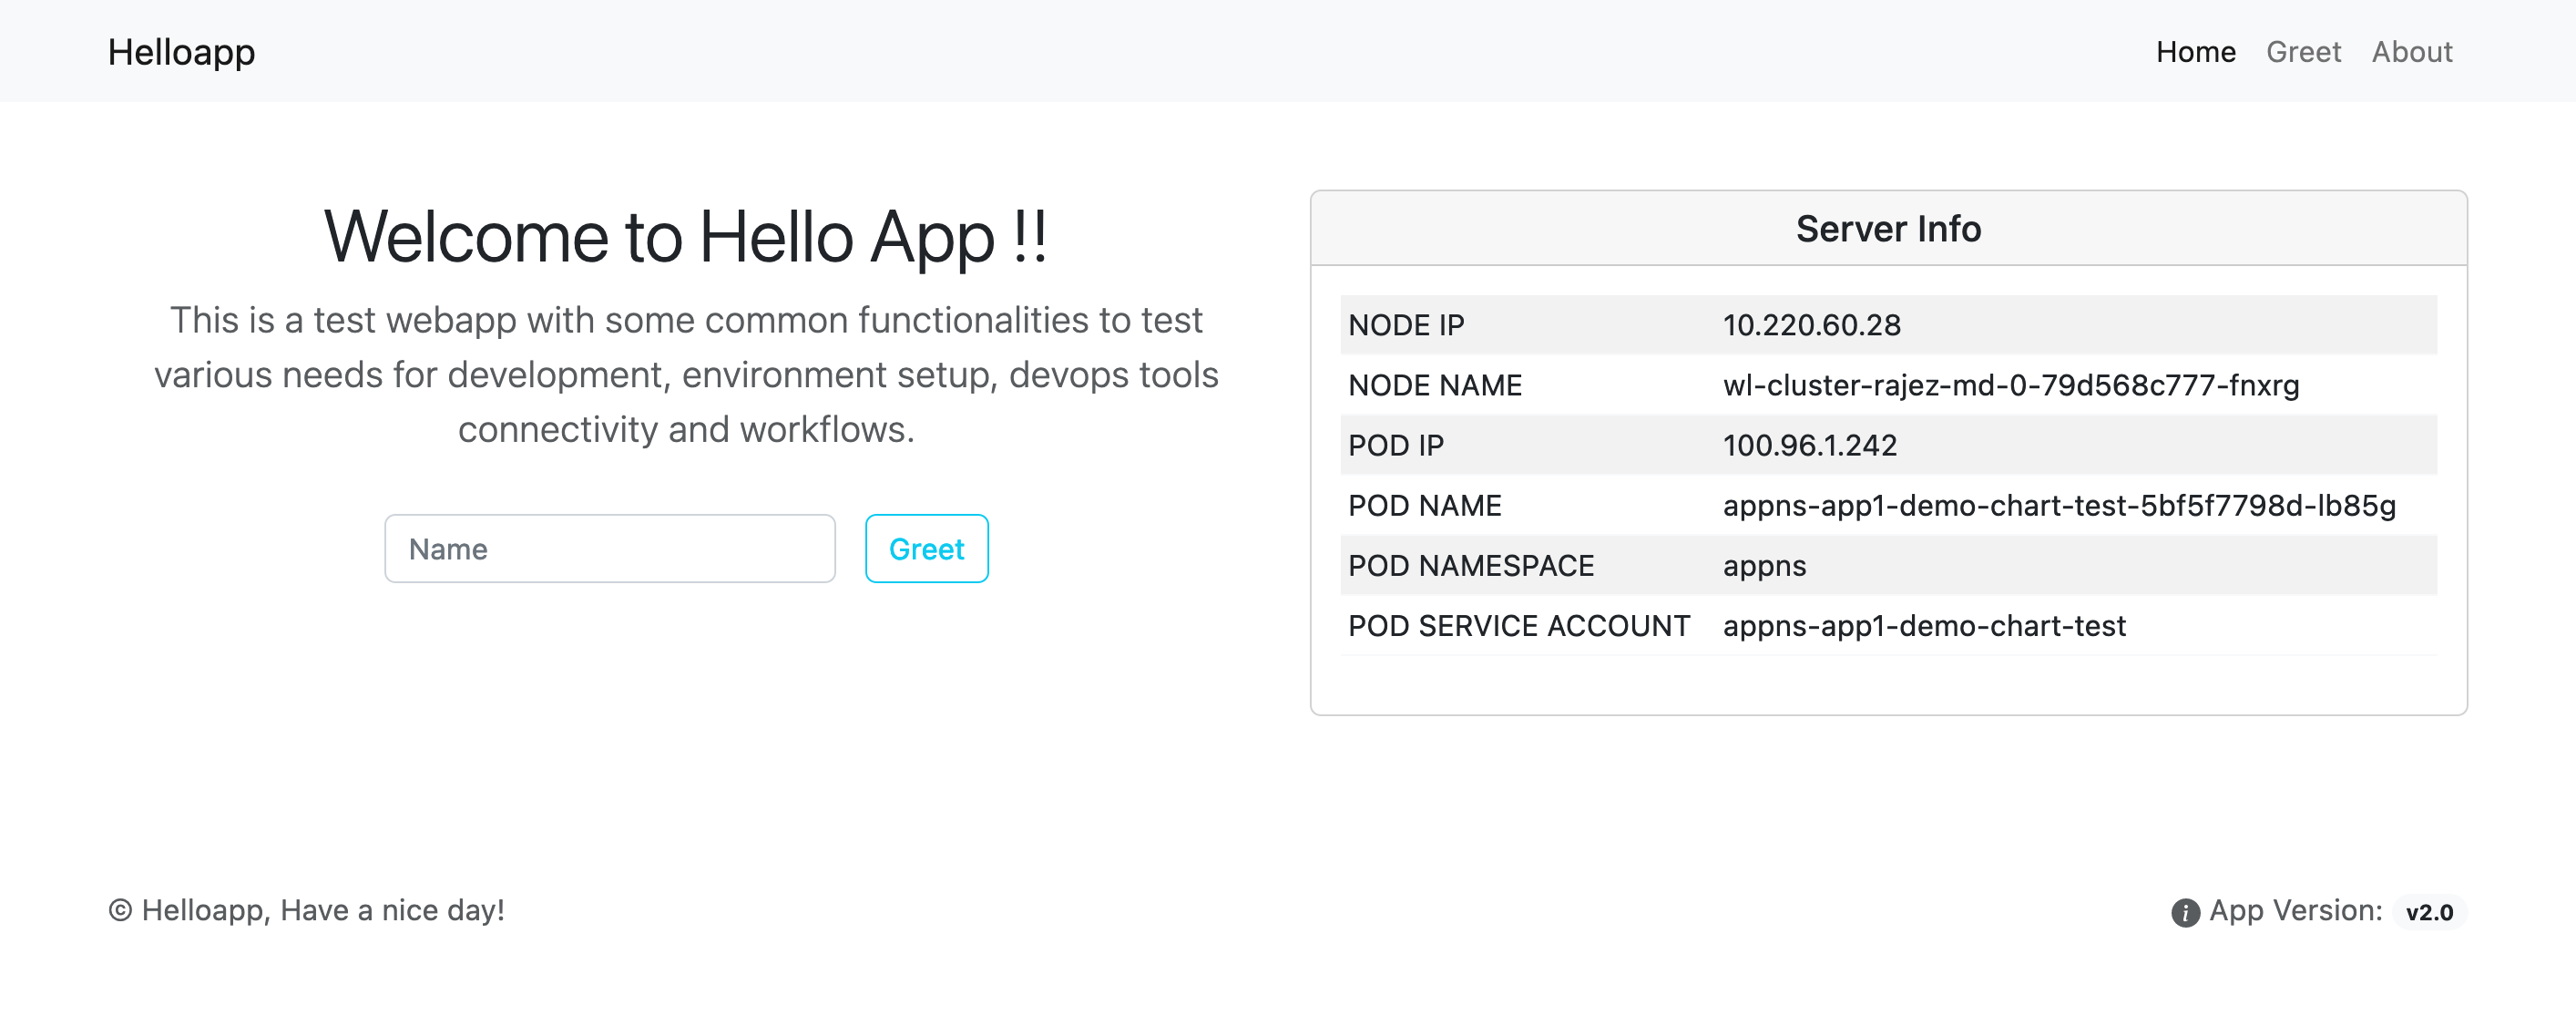 Helloapp
Home Greet About
Welcome to Hello App !!
This is a test webapp with some common functionalities to test
various needs for development, environment setup, devops tools
connectivity and workflows.
Name
Greet
Server Info
NODE IP 10.220.60.28
NODE NAME wl-cluster-rajez-md-0-79d568c777-fnxrg
POD IP 100.96.1.242
POD NAME appns-app1-demo-chart-test-5bf5f7798d-lb85g
POD NAMESPACE appns
POD SERVICE ACCOUNT appns-app1-demo-chart-test
© Helloapp, Have a nice day!
App Version: v2.0